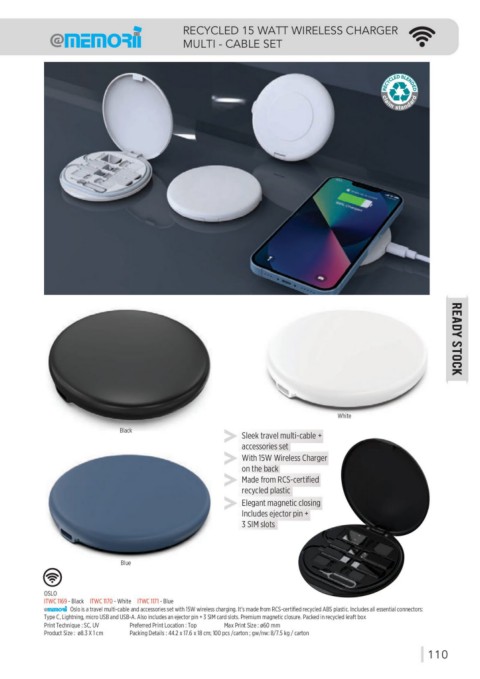 @memorii
RECYCLED 15 WATT WIRELESS CHARGER
MULTI - CABLE SET
RECYCLED BLENDED
claim standard
READY STOCK
Black
White
Sleek travel multi-cable +
accessories set
With 15W Wireless Charger
on the back
Made from RCS-certified
recycled plastic
Elegant magnetic closing
Includes ejector pin +
3 SIM slots
Blue
OSLO
ITWC 1169 - Black ITWC 1170 - White ITWC 1171 - Blue
@memorii Oslo is a travel multi-cable and accessories set with 15W wireless charging. It's made from RCS-certified recycled ABS plastic. Includes all essential connectors:
Type C, Lightning, micro USB and USB-A. Also includes an ejector pin + 3 SIM card slots. Premium magnetic closure. Packed in recycled kraft box
Print Technique : SC, UV Preferred Print Location : Top Max Print Size : ø60 mm
Product Size : ø8.3 X 1 cm Packing Details : 44.2 x 17.6 x 18 cm; 100 pcs /carton ; gw/nw: 8/7.5 kg / carton
110